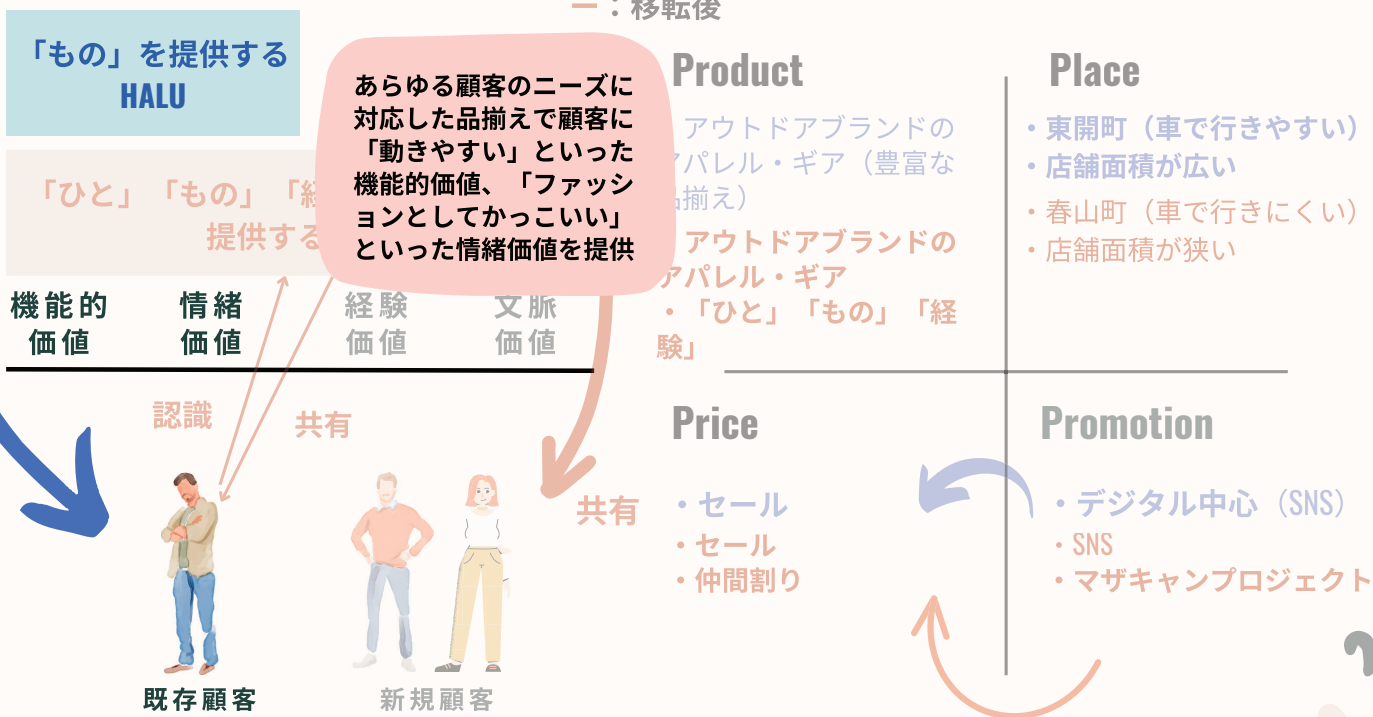 ー：移転後
「もの」を提供する
HALU
「ひと」「もの」「経
提供する
あらゆる顧客のニーズに
対応した品揃えで顧客に
「動きやすい」といった
機能的価値、「ファッシ
ョンとしてかっこいい」
といった情緒価値を提供
機能的
価値
情緒
価値
経験
価値
文脈
価値
認識
共有
共有
既存顧客
新規顧客
Product
アウトドアブランドの
アパレル・ギア（豊富な
品揃え）
アウトドアブランドの
アパレル・ギア
・「ひと」「もの」「経
験」
Place
・東開町（車で行きやすい）
・店舗面積が広い
・春山町（車で行きにくい）
・店舗面積が狭い
Price
・セール
・セール
・仲間割り
Promotion
・デジタル中心（SNS）
・SNS
・マザキャンプロジェクト